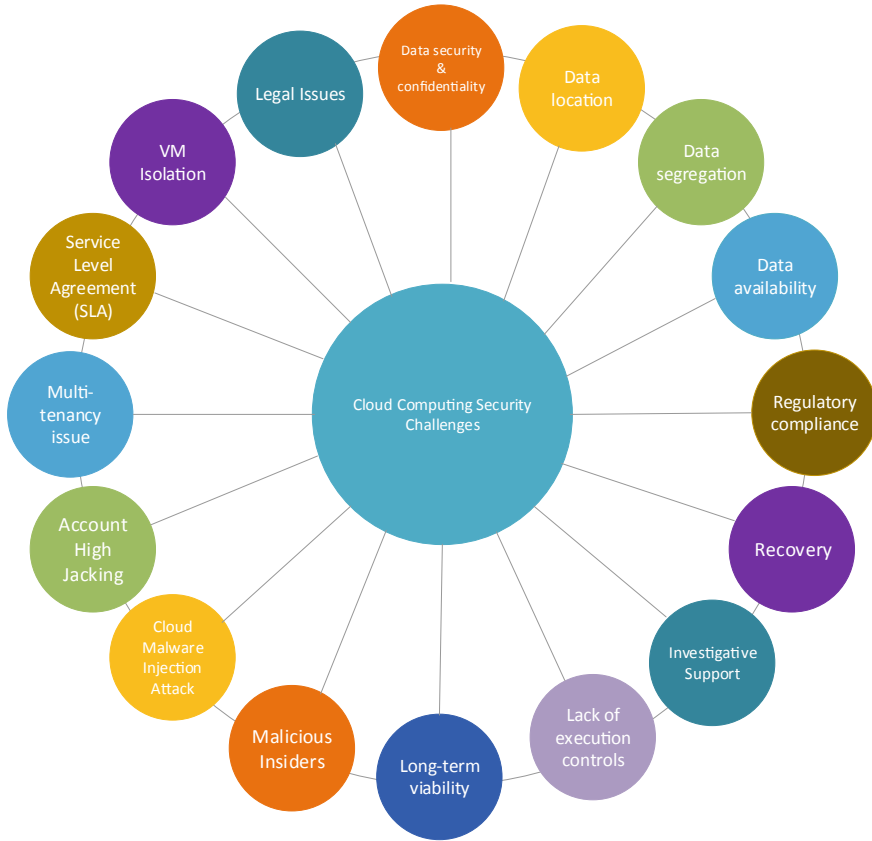 Data security
&
confidentiality
Data
location
Data
segregation
Data
availability
Regulatory
compliance
Recovery
Investigative
Support
Lack of
execution
controls
Long-term
viability
Malicious
Insiders
Cloud
Malware
Injection
Attack
Account
High
Jacking
Multi-
tenancy
issue
Service
Level
Agreement
(SLA)
VM
Isolation
Legal Issues
Cloud Computing Security
Challenges